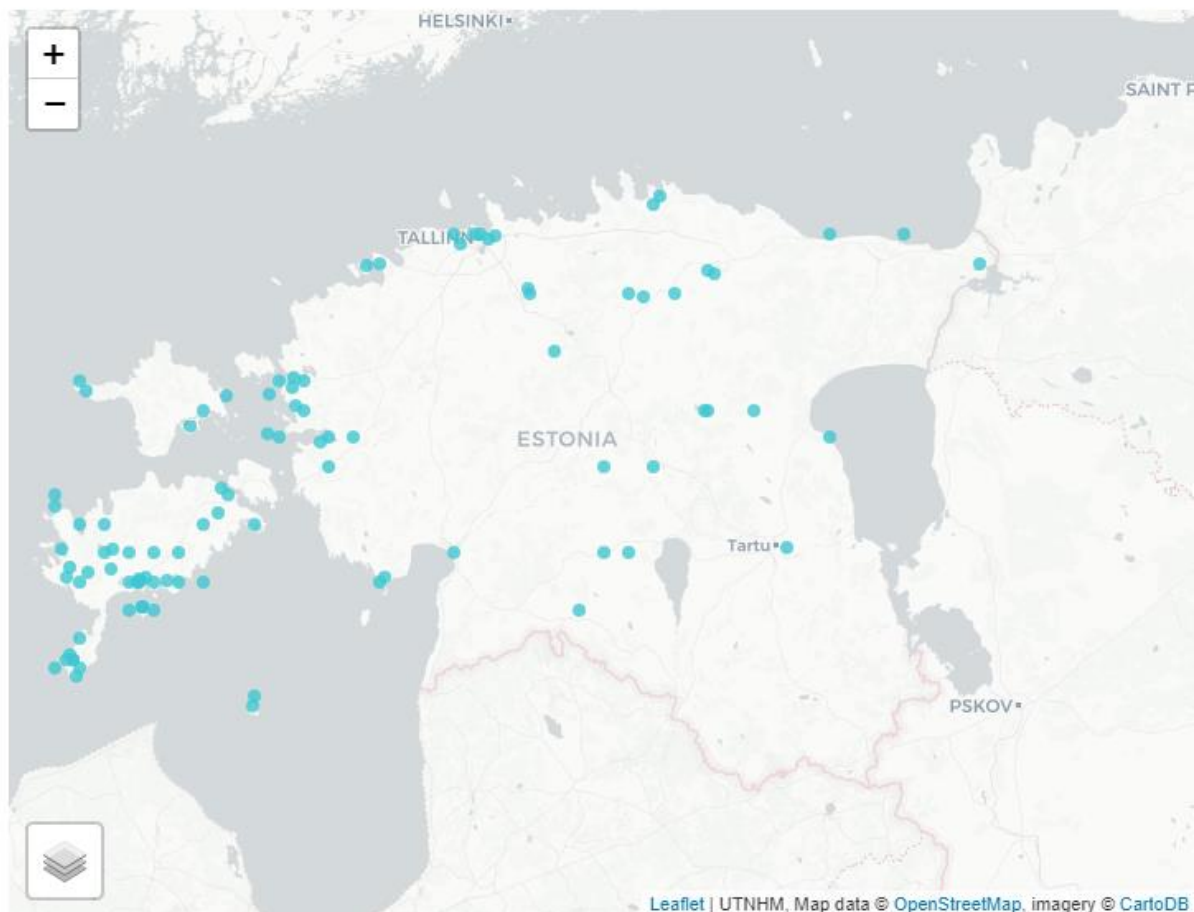 HELSINKI
+
−
SAINT P
TALLINN
ESTONIA
Tartu
PSKOV
Leaflet | UTNHM, Map data © OpenStreetMap, imagery © CartoDB